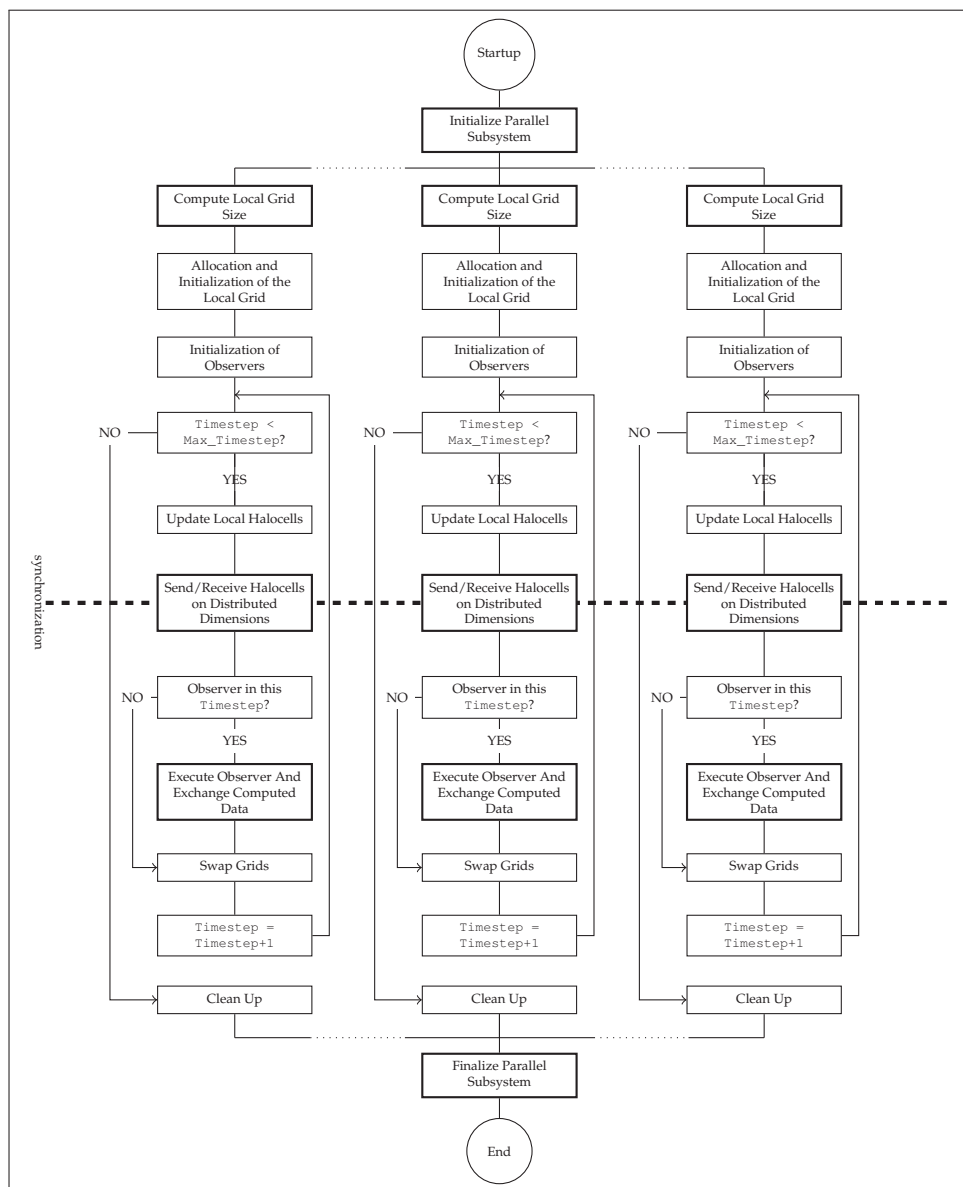 Startup
Initialize Parallel
Subsystem
Compute Local Grid
Size
Compute Local Grid
Size
Compute Local Grid
Size
Allocation and
Initialization of the
Local Grid
Allocation and
Initialization of the
Local Grid
Allocation and
Initialization of the
Local Grid
Initialization of
Observers
Initialization of
Observers
Initialization of
Observers
NO
Timestep <
Max_Timestep?
NO
Timestep <
Max_Timestep?
NO
Timestep <
Max_Timestep?
YES
YES
YES
Update Local Halocells
Update Local Halocells
Update Local Halocells
synchronization
Send/Receive Halocells
on Distributed
Dimensions
Send/Receive Halocells
on Distributed
Dimensions
Send/Receive Halocells
on Distributed
Dimensions
NO
Observer in this
Timestep?
NO
Observer in this
Timestep?
NO
Observer in this
Timestep?
YES
YES
YES
Execute Observer And
Exchange Computed
Data
Execute Observer And
Exchange Computed
Data
Execute Observer And
Exchange Computed
Data
Swap Grids
Swap Grids
Swap Grids
Timestep =
Timestep+1
Timestep =
Timestep+1
Timestep =
Timestep+1
Clean Up
Clean Up
Clean Up
Finalize Parallel
Subsystem
End